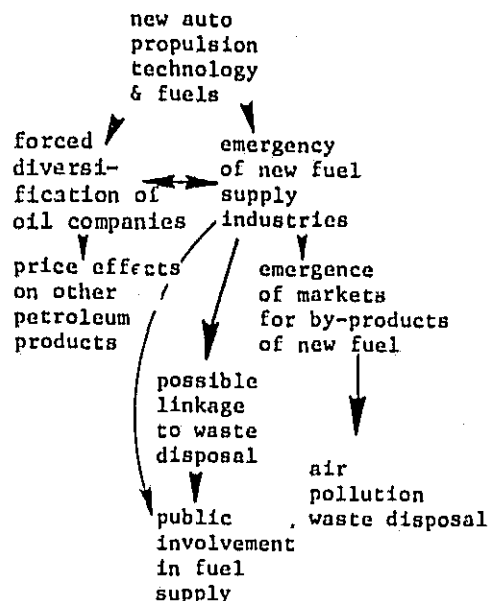 new auto
propulsion
technology
& fuels
forced
diversi-
fication of
oil companies
emergency
of new fuel
supply
industries
price effects
on other
petroleum
products
emergence
of markets
for by-products
of new fuel
possible
linkage
to waste
disposal
air
pollution
waste disposal
public
involvement
in fuel
supply